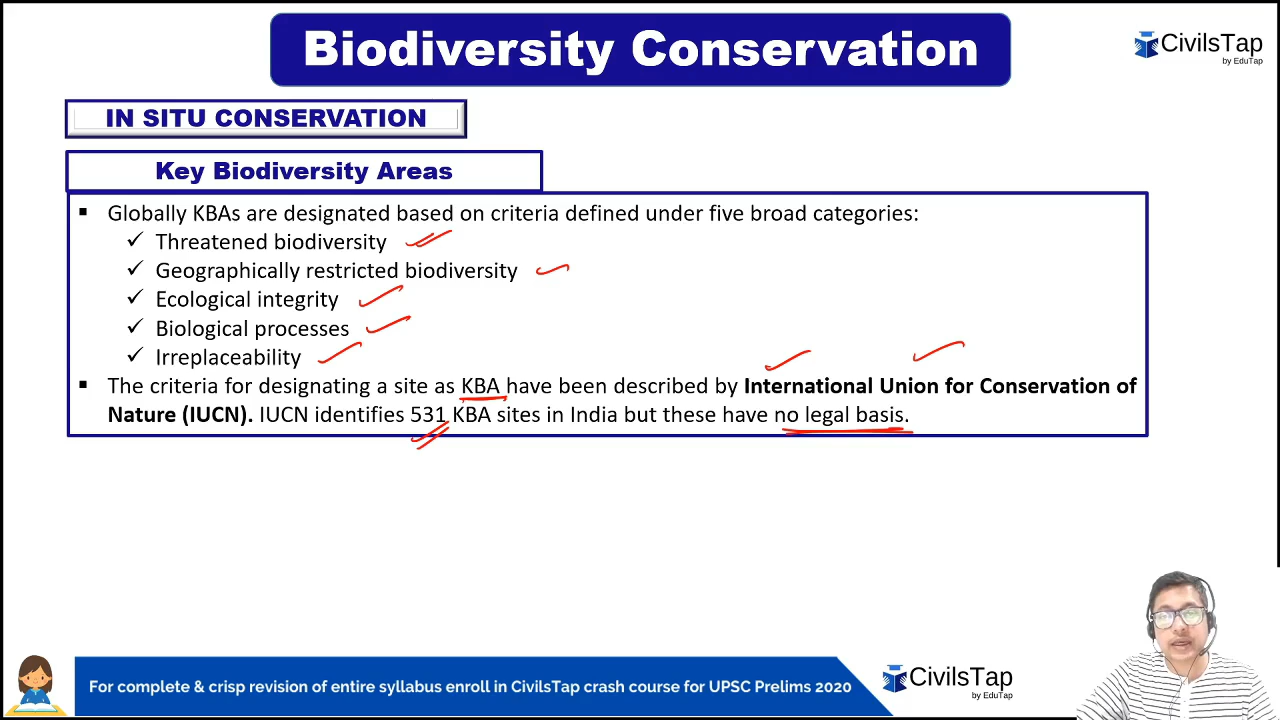 Biodiversity Conservation
CivilsTap
by EduTap
IN SITU CONSERVATION
Key Biodiversity Areas
▪ Globally KBAs are designated based on criteria defined under five broad categories:
✓ Threatened biodiversity
✓ Geographically restricted biodiversity
✓ Ecological integrity
✓ Biological processes
✓ Irreplaceability
▪ The criteria for designating a site as KBA have been described by International Union for Conservation of
Nature (IUCN). IUCN identifies 531 KBA sites in India but these have no legal basis.
For complete & crisp revision of entire syllabus enroll in CivilsTap crash course for UPSC Prelims 2020
CivilsTap
by EduTap